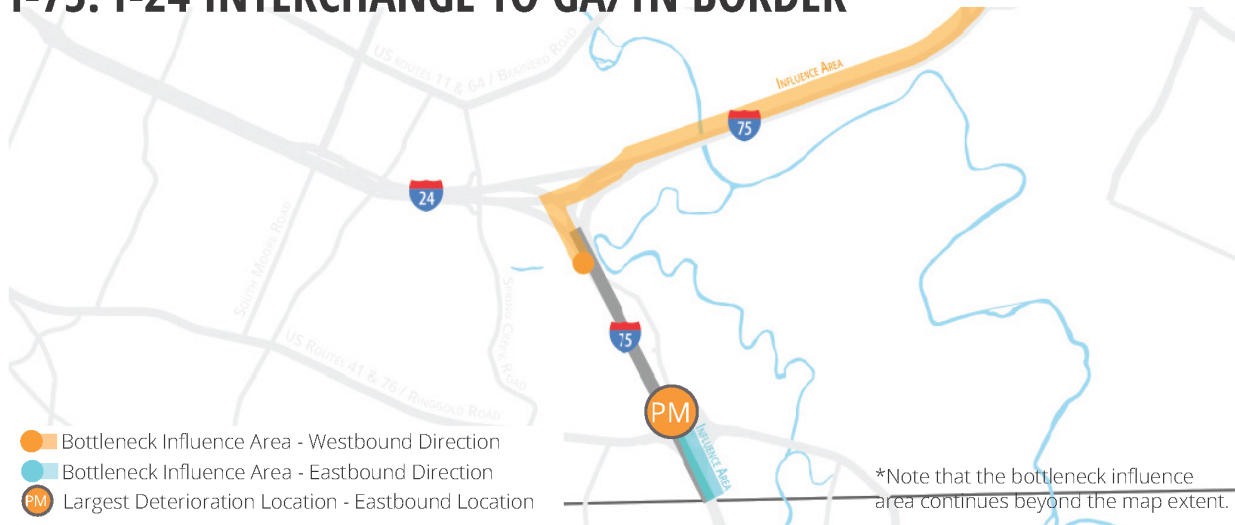 I-75: I-24 INTERCHANGE TO GA/TN BORDER
US ROUTES 11 & 64 / BRAINERD ROAD
INFLUENCE AREA
75
24
SOUTH MOORE ROAD
SPRING CREEK ROAD
75
US ROUTES 41 & 76 / RINGGOLD ROAD
PM
INFLUENCE AREA
Bottleneck Influence Area - Westbound Direction
Bottleneck Influence Area - Eastbound Direction
PM Largest Deterioration Location - Eastbound Location
*Note that the bottleneck influence
area continues beyond the map extent.